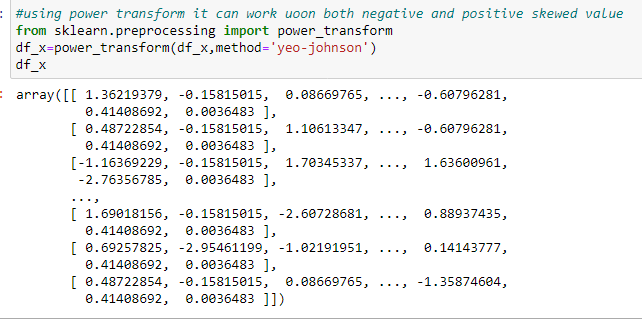 : #using power transform it can work uoon both negative and positive skewed value
from sklearn.preprocessing import power_transform
df_x=power_transform(df_x,method='yeo-johnson')
df_x
: array([[ 1.36219379, -0.15815015,  0.08669765, ..., -0.60796281,
         0.41408692,  0.0036483 ],
       [ 0.48722854, -0.15815015,  1.10613347, ..., -0.60796281,
         0.41408692,  0.0036483 ],
       [-1.16369229, -0.15815015,  1.70345337, ...,  1.63600961,
        -2.76356785,  0.0036483 ],
       ...,
       [ 1.69018156, -0.15815015, -2.60728681, ...,  0.88937435,
         0.41408692,  0.0036483 ],
       [ 0.69257825, -2.95461199, -1.02191951, ...,  0.14143777,
         0.41408692,  0.0036483 ],
       [ 0.48722854, -0.15815015,  0.08669765, ..., -1.35874604,
         0.41408692,  0.0036483 ]])